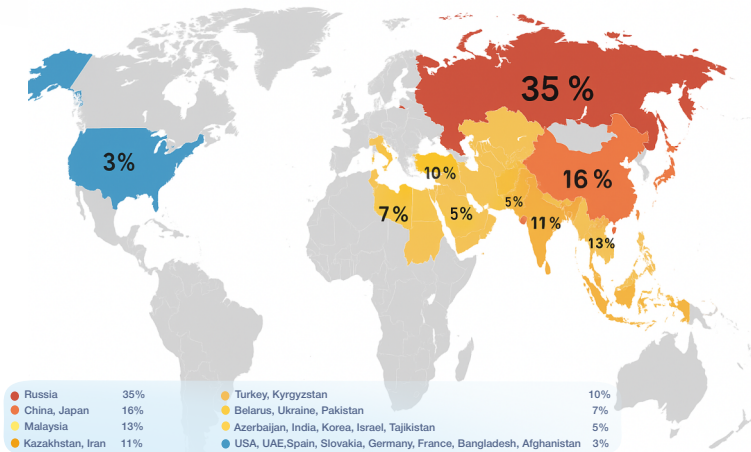 35 %
3%
16 %
10%
5%
7%
5%
11%
13%
Russia 35%
China, Japan 16%
Malaysia 13%
Kazakhstan, Iran 11%
Turkey, Kyrgyzstan 10%
Belarus, Ukraine, Pakistan 7%
Azerbaijan, India, Korea, Israel, Tajikistan 5%
USA, UAE,Spain, Slovakia, Germany, France, Bangladesh, Afghanistan 3%